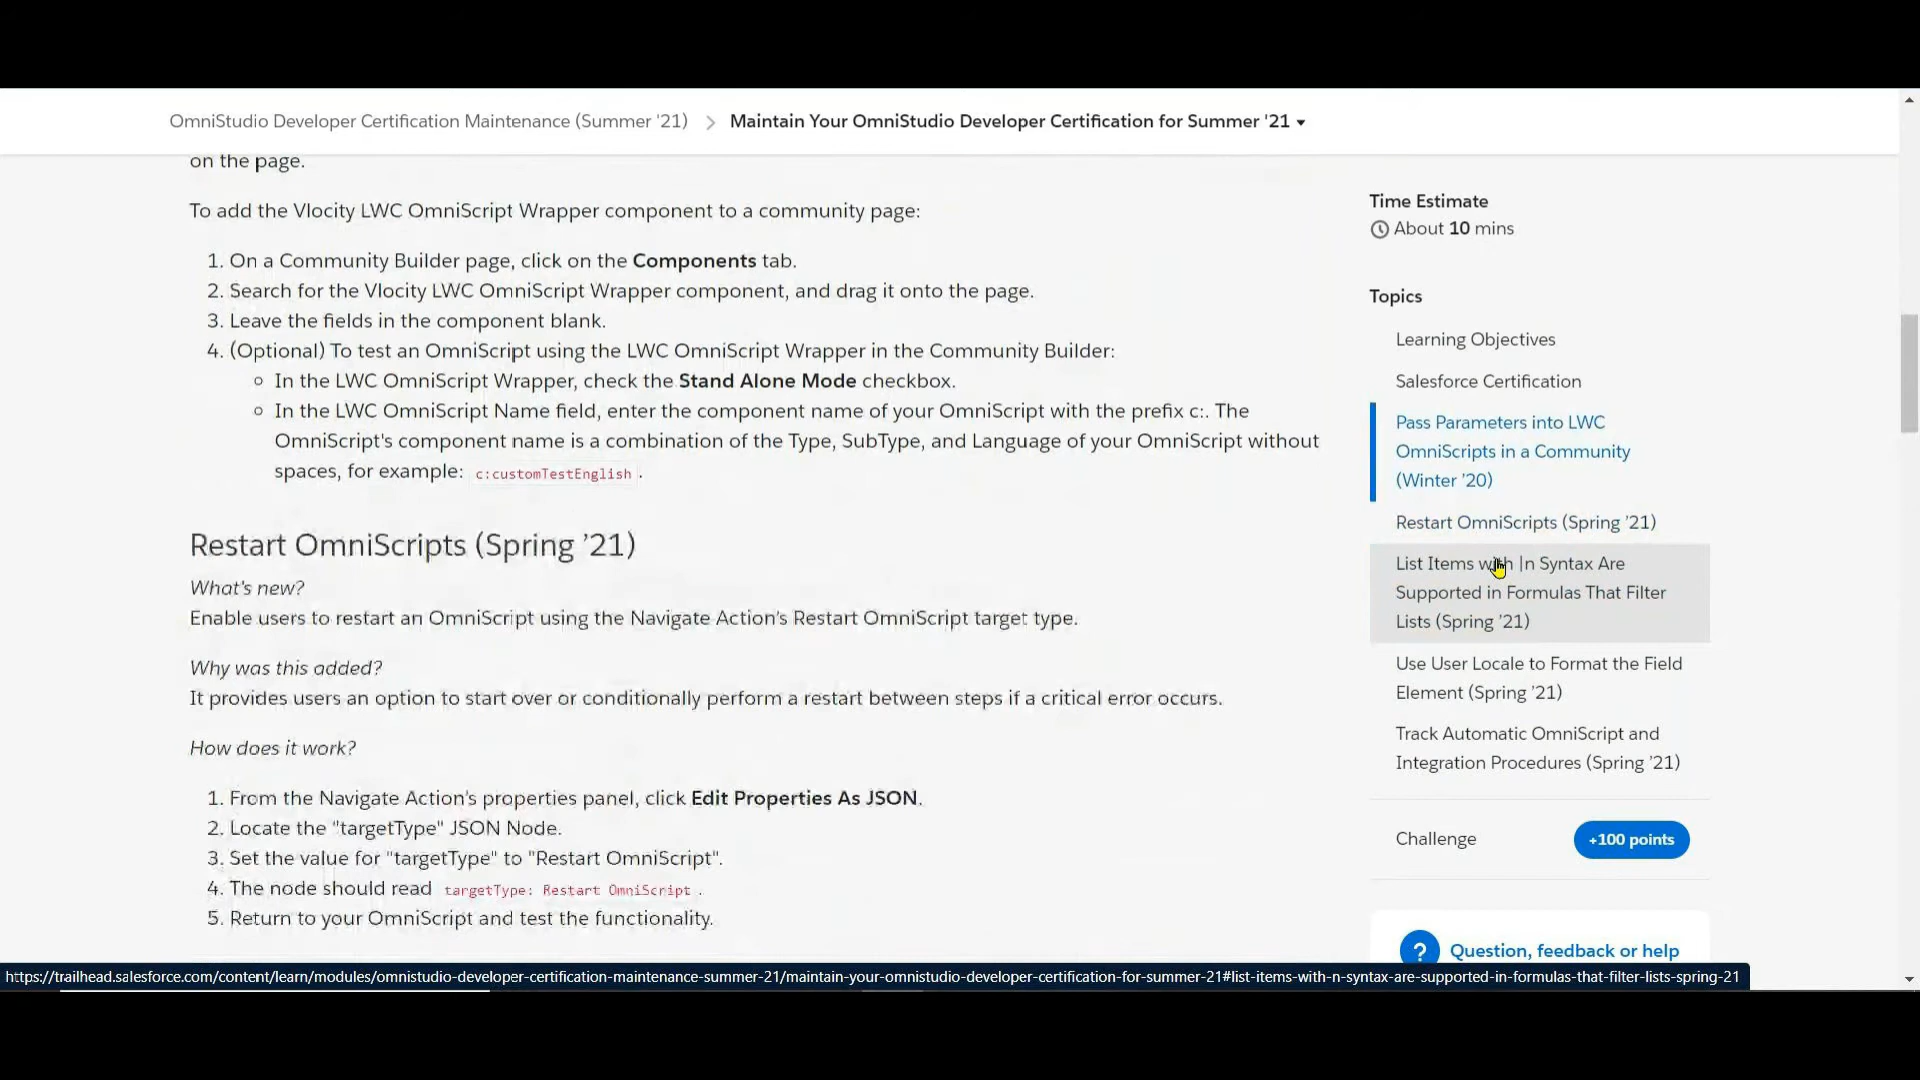 OmniStudio Developer Certification Maintenance (Summer '21) > Maintain Your OmniStudio Developer Certification for Summer '21
on the page.
To add the Vlocity LWC OmniScript Wrapper component to a community page:
1. On a Community Builder page, click on the Components tab.
2. Search for the Vlocity LWC OmniScript Wrapper component, and drag it onto the page.
3. Leave the fields in the component blank.
4. (Optional) To test an OmniScript using the LWC OmniScript Wrapper in the Community Builder:
In the LWC OmniScript Wrapper, check the Stand Alone Mode checkbox.
In the LWC OmniScript Name field, enter the component name of your OmniScript with the prefix c:. The
OmniScript's component name is a combination of the Type, SubType, and Language of your OmniScript without
spaces, for example: c:customTestEnglish .
Restart OmniScripts (Spring ’21)
What's new?
Enable users to restart an OmniScript using the Navigate Action's Restart OmniScript target type.
Why was this added?
It provides users an option to start over or conditionally perform a restart between steps if a critical error occurs.
How does it work?
1. From the Navigate Action's properties panel, click Edit Properties As JSON.
2. Locate the "targetType" JSON Node.
3. Set the value for "targetType" to "Restart OmniScript".
4. The node should read targetType: Restart OmniScript .
5. Return to your OmniScript and test the functionality.
Time Estimate
About 10 mins
Topics
Learning Objectives
Salesforce Certification
Pass Parameters into LWC
OmniScripts in a Community
(Winter ’20)
Restart OmniScripts (Spring ’21)
List Items with |n Syntax Are
Supported in Formulas That Filter
Lists (Spring ’21)
Use User Locale to Format the Field
Element (Spring ’21)
Track Automatic OmniScript and
Integration Procedures (Spring ’21)
Challenge +100 points
? Question, feedback or help
https://trailhead.salesforce.com/content/learn/modules/omnistudio-developer-certification-maintenance-summer-21/maintain-your-omnistudio-developer-certification-for-summer-21#list-items-with-n-syntax-are-supported-in-formulas-that-filter-lists-spring-21